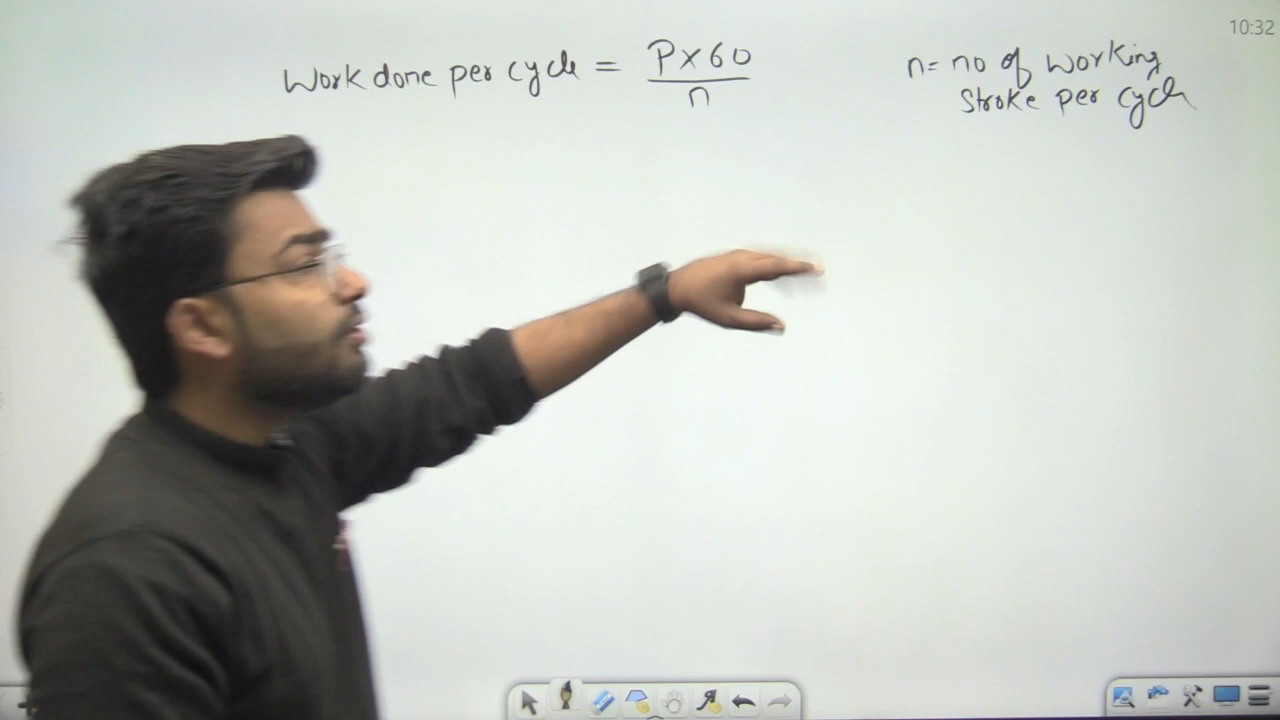 10:32
Work done per cycle = P×60 / n
n = no of working
stroke per cycle